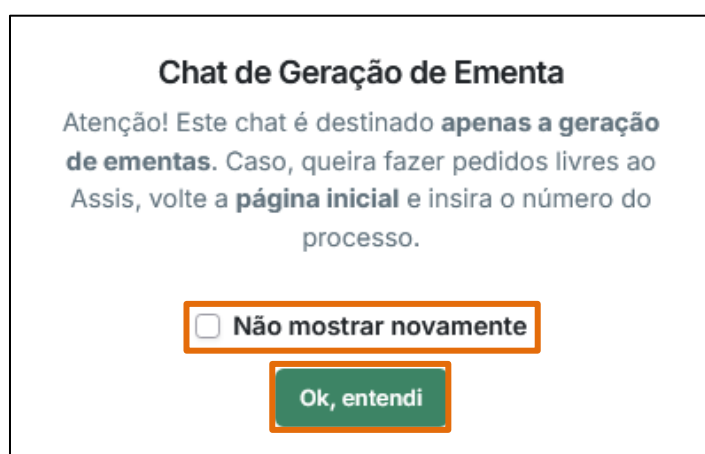 Chat de Geração de Ementa
Atenção! Este chat é destinado apenas a geração
de ementas. Caso, queira fazer pedidos livres ao
Assis, volte a página inicial e insira o número do
processo.
Não mostrar novamente
Ok, entendi